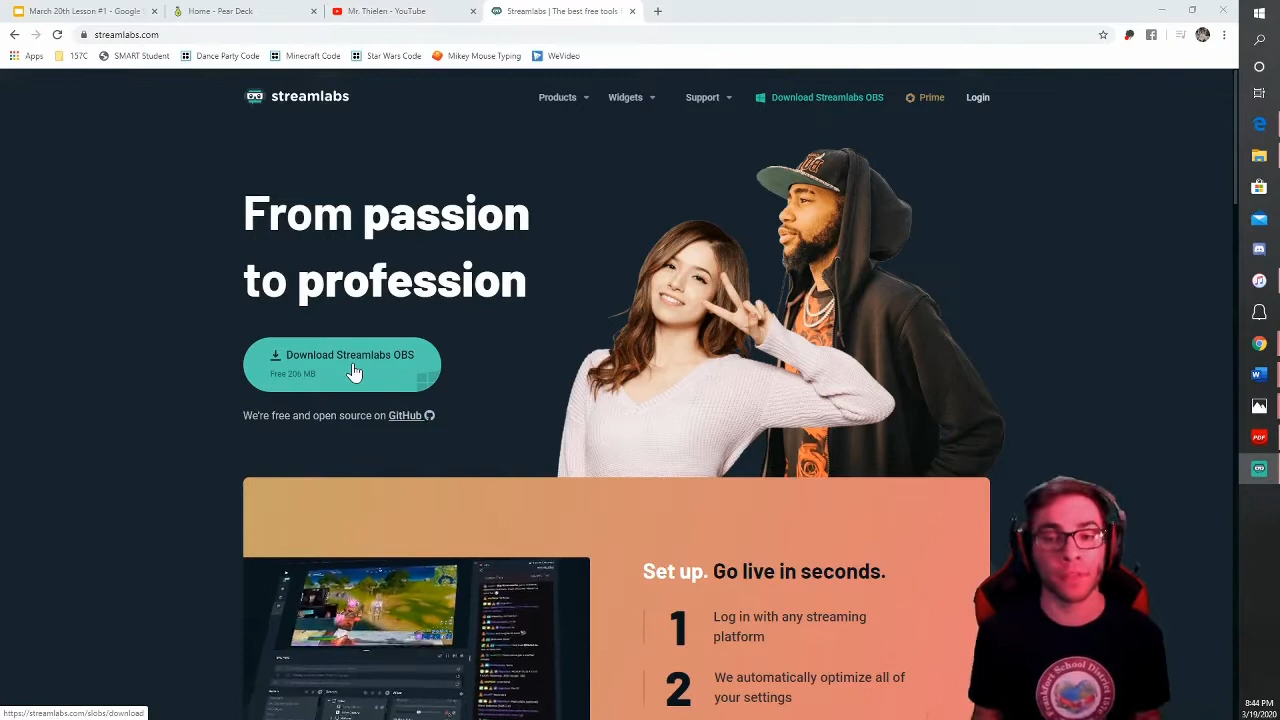 March 20th Lesson #1 - Google
Home - Pear Deck
Mr. Thielen - YouTube
Streamlabs | The best free tools
streamlabs.com
Apps
157C
SMART Student
Dance Party Code
Minecraft Code
Star Wars Code
Mikey Mouse Typing
WeVideo
streamlabs
Products
Widgets
Support
Download Streamlabs OBS
Prime
Login
From passion
to profession
Download Streamlabs OBS
Free 206 MB
We're free and open source on GitHub
Set up. Go live in seconds.
1
Log in with any streaming
platform
2
We automatically optimize all of
your settings
School
https://streamlabs.com/slobs/download
PDF
8:44 PM
3/19/2020